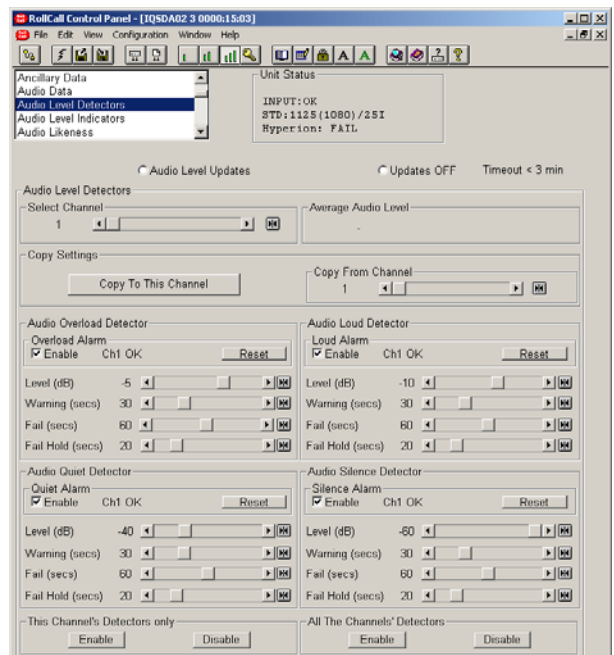 RollCall Control Panel - [IQSDA02 3 0000:15:03]
File Edit View Configuration Window Help
Ancillary Data
Audio Data
Audio Level Detectors
Audio Level Indicators
Audio Likeness
Unit Status
INPUT:OK
STD:1125(1080)/25I
Hyperion: FAIL
Audio Level Updates Updates OFF Timeout < 3 min
Audio Level Detectors
Select Channel
1
Average Audio Level
-
Copy Settings
Copy To This Channel
Copy From Channel
1
Audio Overload Detector
Overload Alarm
Enable Ch1 OK Reset
Level (dB) -5
Warning (secs) 30
Fail (secs) 60
Fail Hold (secs) 20
Audio Loud Detector
Loud Alarm
Enable Ch1 OK Reset
Level (dB) -10
Warning (secs) 30
Fail (secs) 60
Fail Hold (secs) 20
Audio Quiet Detector
Quiet Alarm
Enable Ch1 OK Reset
Level (dB) -40
Warning (secs) 30
Fail (secs) 60
Fail Hold (secs) 20
Audio Silence Detector
Silence Alarm
Enable Ch1 OK Reset
Level (dB) -60
Warning (secs) 30
Fail (secs) 60
Fail Hold (secs) 20
This Channel's Detectors only
Enable Disable
All The Channels' Detectors
Enable Disable